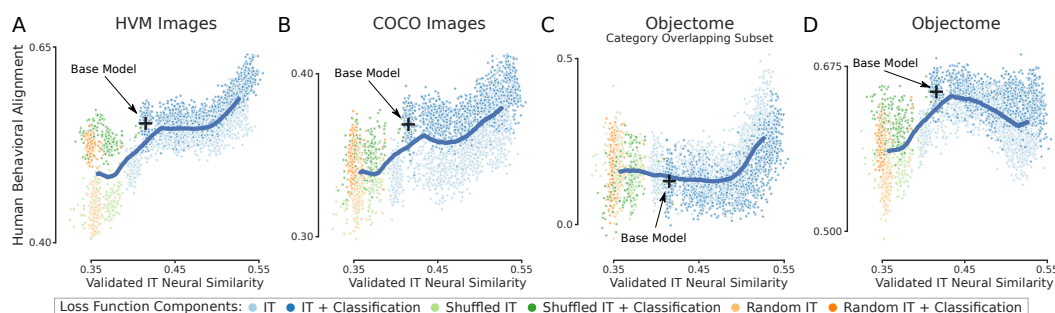 A
HVM Images
B
COCO Images
C
Objectome
Category Overlapping Subset
D
Objectome
Human Behavioral Alignment
0.65
0.40
Base Model
0.35
0.45
0.55
Validated IT Neural Similarity
0.40
0.30
Base Model
0.35
0.45
0.55
Validated IT Neural Similarity
0.5
0.0
Base Model
0.35
0.45
0.55
Validated IT Neural Similarity
0.675
0.500
Base Model
0.35
0.45
0.55
Validated IT Neural Similarity
Loss Function Components: IT IT + Classification Shuffled IT Shuffled IT + Classification Random IT Random IT + Classification